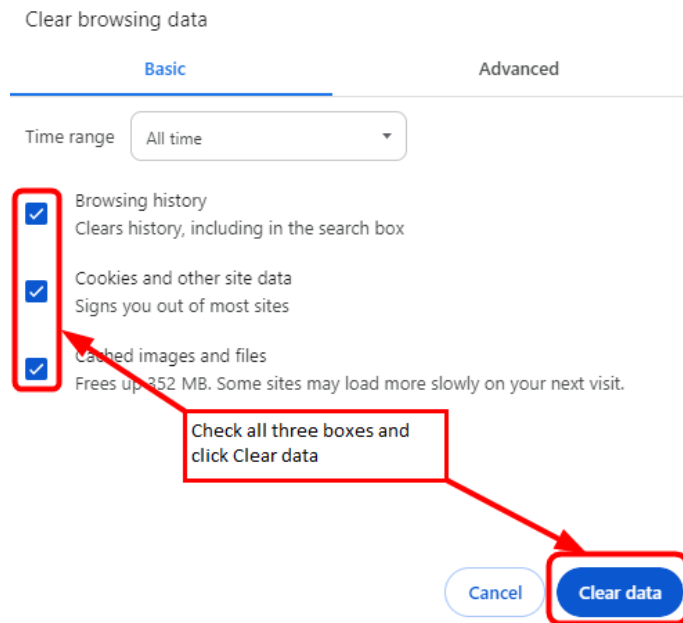 Clear browsing data
Basic Advanced
Time range All time
Browsing history
Clears history, including in the search box
Cookies and other site data
Signs you out of most sites
Cached images and files
Frees up 352 MB. Some sites may load more slowly on your next visit.
Check all three boxes and
click Clear data
Cancel Clear data